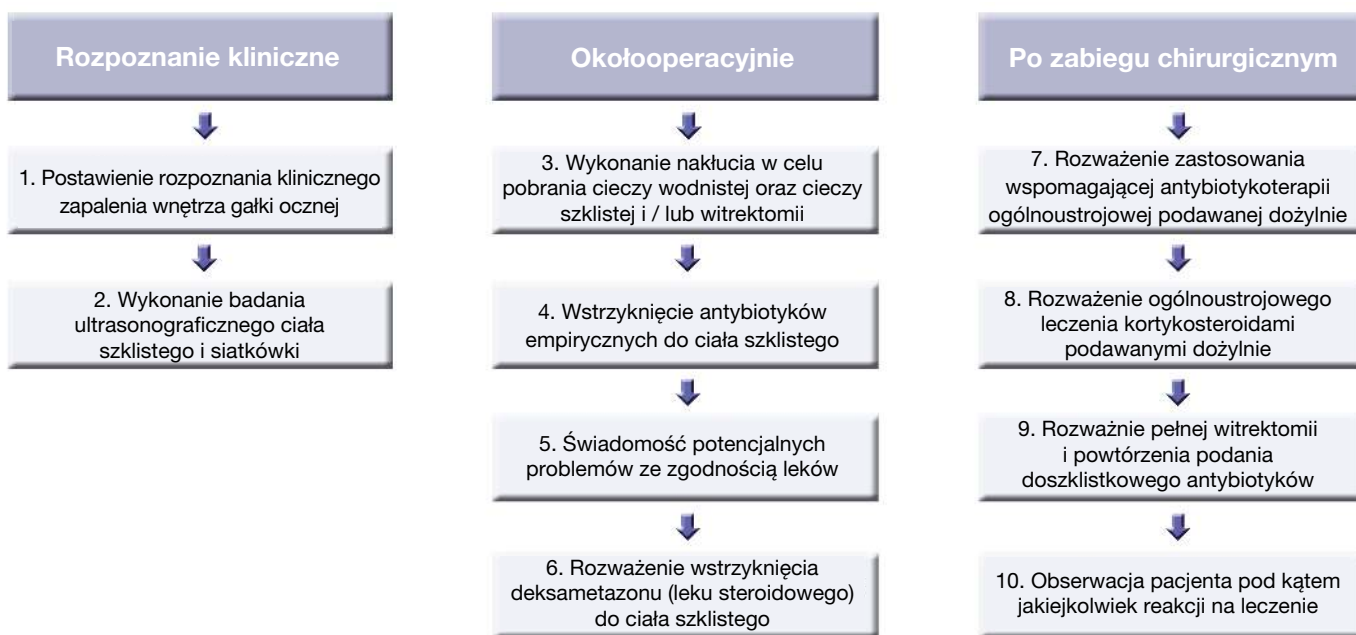 Rozpoznanie kliniczne
1. Postawienie rozpoznania klinicznego
zapalenia wnętrza gałki ocznej
2. Wykonanie badania
ultrasonograficznego ciała
szklistego i siatkówki
Okołooperacyjnie
3. Wykonanie nakłucia w celu
pobrania cieczy wodnistej oraz cieczy
szklistej i / lub witrektomii
4. Wstrzyknięcie antybiotyków
empirycznych do ciała szklistego
5. Świadomość potencjalnych
problemów ze zgodnością leków
6. Rozważenie wstrzyknięcia
deksametazonu (leku steroidowego)
do ciała szklistego
Po zabiegu chirurgicznym
7. Rozważenie zastosowania
wspomagającej antybiotykoterapii
ogólnoustrojowej podawanej dożylnie
8. Rozważenie ogólnoustrojowego
leczenia kortykosteroidami
podawanymi dożylnie
9. Rozważnie pełnej witrektomii
i powtórzenia podania
doszklistkowego antybiotyków
10. Obserwacja pacjenta pod kątem
jakiejkolwiek reakcji na leczenie